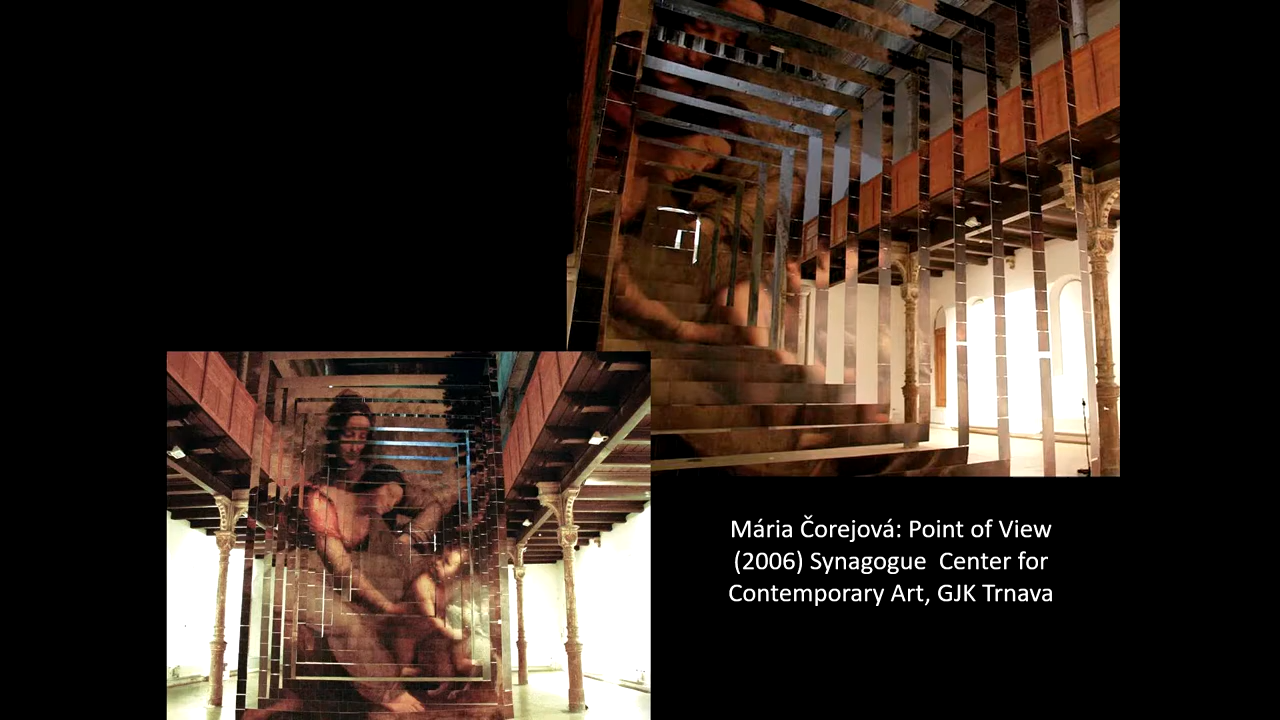 Mária Čorejová: Point of View
(2006) Synagogue  Center for
Contemporary Art, GJK Trnava